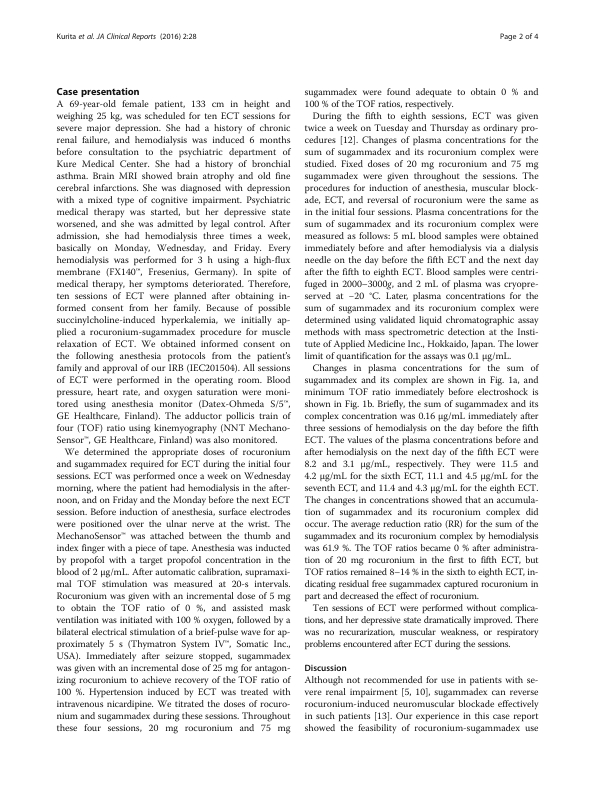 Kurita et al. JA Clinical Reports (2016) 2:28
Page 2 of 4
Case presentation
A 69-year-old female patient, 133 cm in height and
weighing 25 kg, was scheduled for ten ECT sessions for
severe major depression. She had a history of chronic
renal failure, and hemodialysis was induced 6 months
before consultation to the psychiatric department of
Kure Medical Center. She had a history of bronchial
asthma. Brain MRI showed brain atrophy and old fine
cerebral infarctions. She was diagnosed with depression
with a mixed type of cognitive impairment. Psychiatric
medical therapy was started, but her depressive state
worsened, and she was admitted by legal control. After
admission, she had hemodialysis three times a week,
basically on Monday, Wednesday, and Friday. Every
hemodialysis was performed for 3 h using a high-flux
membrane (FX140™, Fresenius, Germany). In spite of
medical therapy, her symptoms deteriorated. Therefore,
ten sessions of ECT were planned after obtaining in-
formed consent from her family. Because of possible
succinylcholine-induced hyperkalemia, we initially ap-
plied a rocuronium-sugammadex procedure for muscle
relaxation of ECT. We obtained informed consent on
the following anesthesia protocols from the patient's
family and approval of our IRB (IEC201504). All sessions
of ECT were performed in the operating room. Blood
pressure, heart rate, and oxygen saturation were moni-
tored using anesthesia monitor (Datex-Ohmeda S/5™,
GE Healthcare, Finland). The adductor pollicis train of
four (TOF) ratio using kinemyography (NNT Mechano-
Sensor™, GE Healthcare, Finland) was also monitored.
We determined the appropriate doses of rocuronium
and sugammadex required for ECT during the initial four
sessions. ECT was performed once a week on Wednesday
morning, where the patient had hemodialysis in the after-
noon, and on Friday and the Monday before the next ECT
session. Before induction of anesthesia, surface electrodes
were positioned over the ulnar nerve at the wrist. The
MechanoSensor™ was attached between the thumb and
index finger with a piece of tape. Anesthesia was inducted
by propofol with a target propofol concentration in the
blood of 2 μg/mL. After automatic calibration, supramaxi-
mal TOF stimulation was measured at 20-s intervals.
Rocuronium was given with an incremental dose of 5 mg
to obtain the TOF ratio of 0 %, and assisted mask
ventilation was initiated with 100 % oxygen, followed by a
bilateral electrical stimulation of a brief-pulse wave for ap-
proximately 5 s (Thymatron System IV™, Somatic Inc.,
USA). Immediately after seizure stopped, sugammadex
was given with an incremental dose of 25 mg for antagon-
izing rocuronium to achieve recovery of the TOF ratio of
100 %. Hypertension induced by ECT was treated with
intravenous nicardipine. We titrated the doses of rocuro-
nium and sugammadex during these sessions. Throughout
these four sessions, 20 mg rocuronium and 75 mg
sugammadex were found adequate to obtain 0 % and
100 % of the TOF ratios, respectively.
During the fifth to eighth sessions, ECT was given
twice a week on Tuesday and Thursday as ordinary pro-
cedures [12]. Changes of plasma concentrations for the
sum of sugammadex and its rocuronium complex were
studied. Fixed doses of 20 mg rocuronium and 75 mg
sugammadex were given throughout the sessions. The
procedures for induction of anesthesia, muscular block-
ade, ECT, and reversal of rocuronium were the same as
in the initial four sessions. Plasma concentrations for the
sum of sugammadex and its rocuronium complex were
measured as follows: 5 mL blood samples were obtained
immediately before and after hemodialysis via a dialysis
needle on the day before the fifth ECT and the next day
after the fifth to eighth ECT. Blood samples were centri-
fuged in 2000–3000g, and 2 mL of plasma was cryopre-
served at −20 °C. Later, plasma concentrations for the
sum of sugammadex and its rocuronium complex were
determined using validated liquid chromatographic assay
methods with mass spectrometric detection at the Insti-
tute of Applied Medicine Inc., Hokkaido, Japan. The lower
limit of quantification for the assays was 0.1 μg/mL.
Changes in plasma concentrations for the sum of
sugammadex and its complex are shown in Fig. 1a, and
minimum TOF ratio immediately before electroshock is
shown in Fig. 1b. Briefly, the sum of sugammadex and its
complex concentration was 0.16 μg/mL immediately after
three sessions of hemodialysis on the day before the fifth
ECT. The values of the plasma concentrations before and
after hemodialysis on the next day of the fifth ECT were
8.2 and 3.1 μg/mL, respectively. They were 11.5 and
4.2 μg/mL for the sixth ECT, 11.1 and 4.5 μg/mL for the
seventh ECT, and 11.4 and 4.3 μg/mL for the eighth ECT.
The changes in concentrations showed that an accumula-
tion of sugammadex and its rocuronium complex did
occur. The average reduction ratio (RR) for the sum of the
sugammadex and its rocuronium complex by hemodialysis
was 61.9 %. The TOF ratios became 0 % after administra-
tion of 20 mg rocuronium in the first to fifth ECT, but
TOF ratios remained 8–14 % in the sixth to eighth ECT, in-
dicating residual free sugammadex captured rocuronium in
part and decreased the effect of rocuronium.
Ten sessions of ECT were performed without complica-
tions, and her depressive state dramatically improved. There
was no recurarization, muscular weakness, or respiratory
problems encountered after ECT during the sessions.
Discussion
Although not recommended for use in patients with se-
vere renal impairment [5, 10], sugammadex can reverse
rocuronium-induced neuromuscular blockade effectively
in such patients [13]. Our experience in this case report
showed the feasibility of rocuronium-sugammadex use